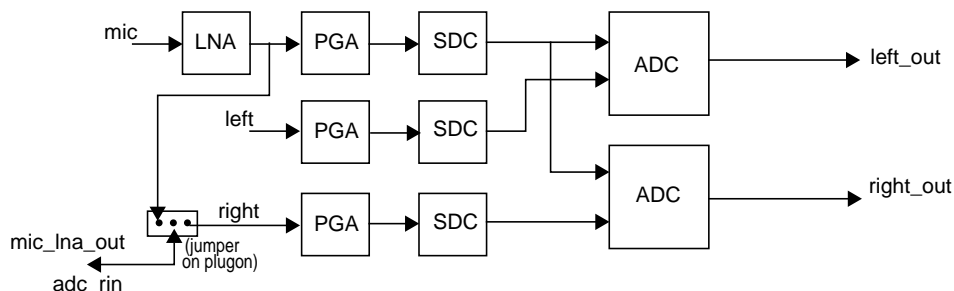 mic
LNA
PGA
SDC
ADC
left_out
left
PGA
SDC
ADC
right_out
right
PGA
SDC
mic_lna_out
(jumper
on plugon)
adc_rin